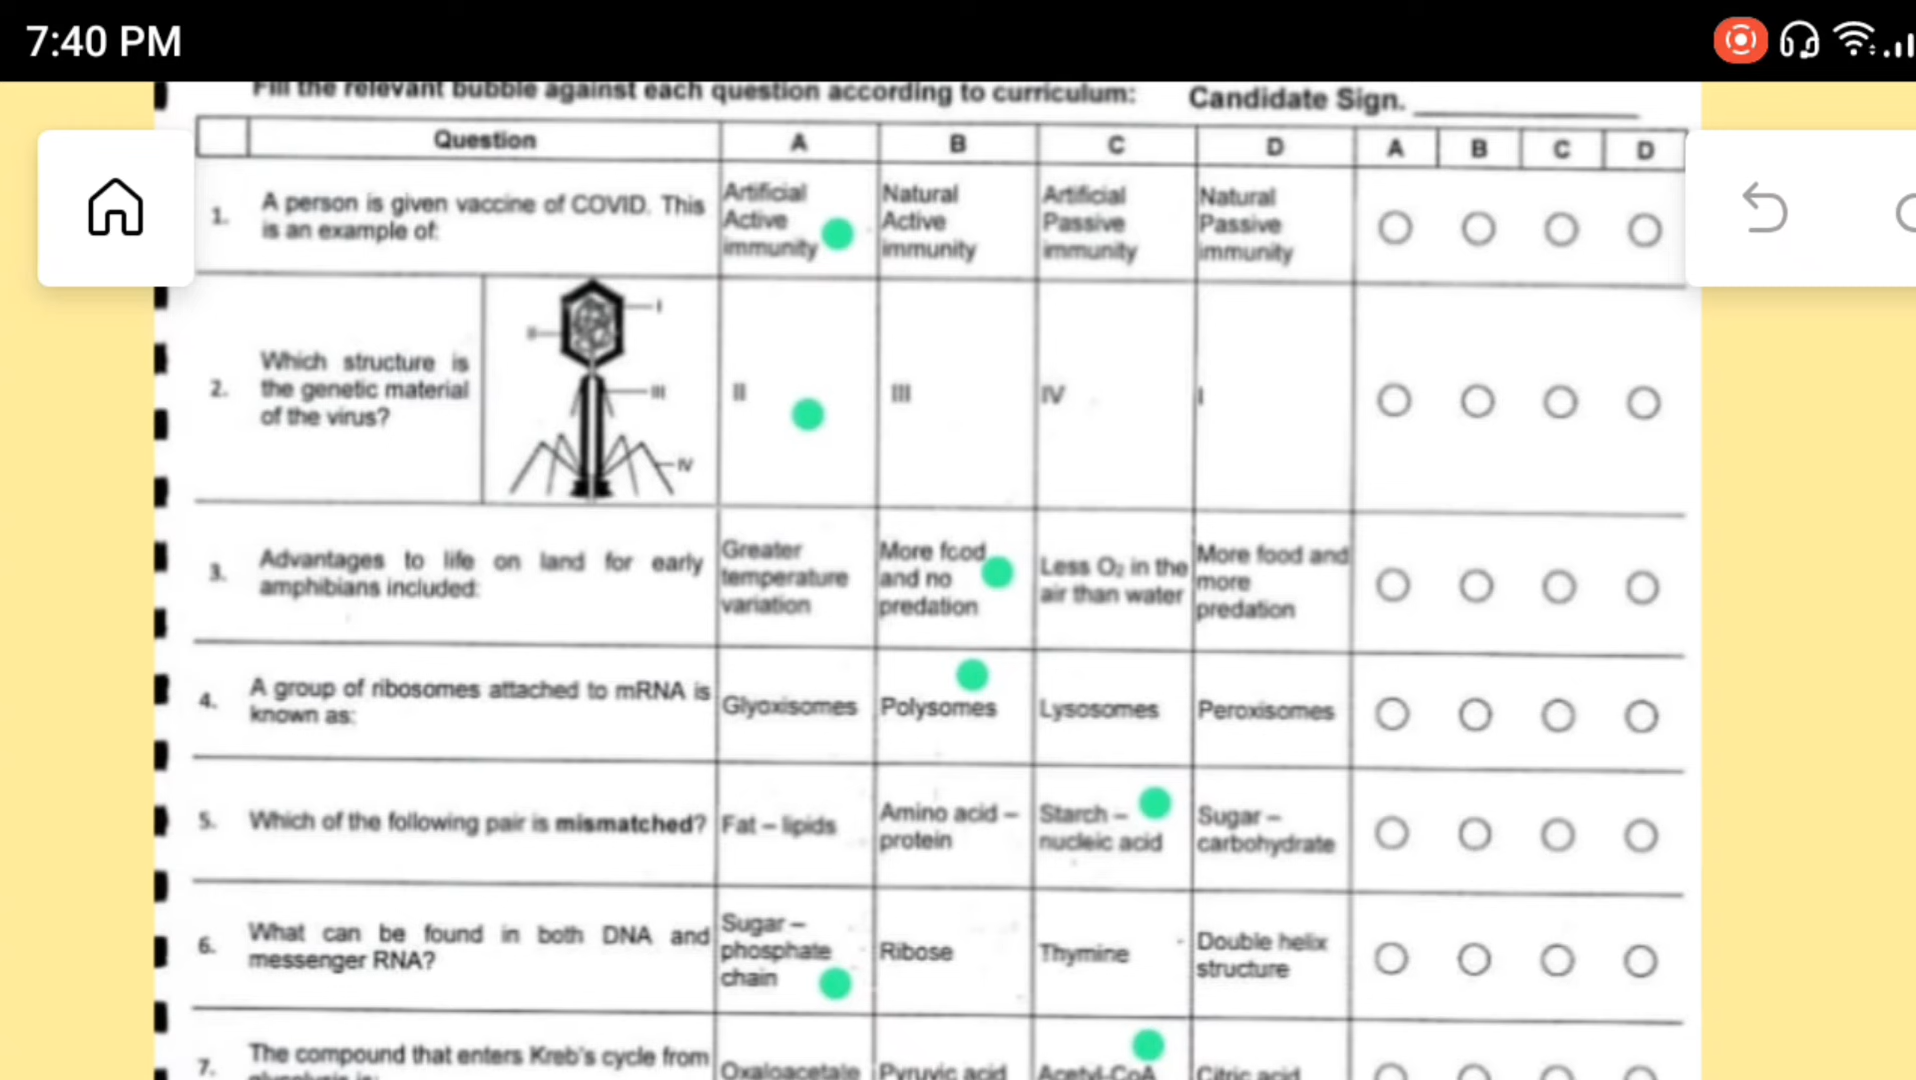 7:40 PM
Fill the relevant bubble against each question according to curriculum: Candidate Sign.
Question A B C D A B C D
1. A person is given vaccine of COVID. This is an example of:
Artificial Active immunity
Natural Active immunity
Artificial Passive immunity
Natural Passive immunity
2. Which structure is the genetic material of the virus?
I
II
III
IV
II
III
IV
I
3. Advantages to life on land for early amphibians included:
Greater temperature variation
More food and no predation
Less O₂ in the air than water
More food and more predation
4. A group of ribosomes attached to mRNA is known as:
Glyoxisomes
Polysomes
Lysosomes
Peroxisomes
5. Which of the following pair is mismatched?
Fat – lipids
Amino acid – protein
Starch – nucleic acid
Sugar – carbohydrate
6. What can be found in both DNA and messenger RNA?
Sugar – phosphate chain
Ribose
Thymine
Double helix structure
7. The compound that enters Kreb's cycle from
Oxaloacetate
Pyruvic acid
Acetyl-CoA
Citric acid